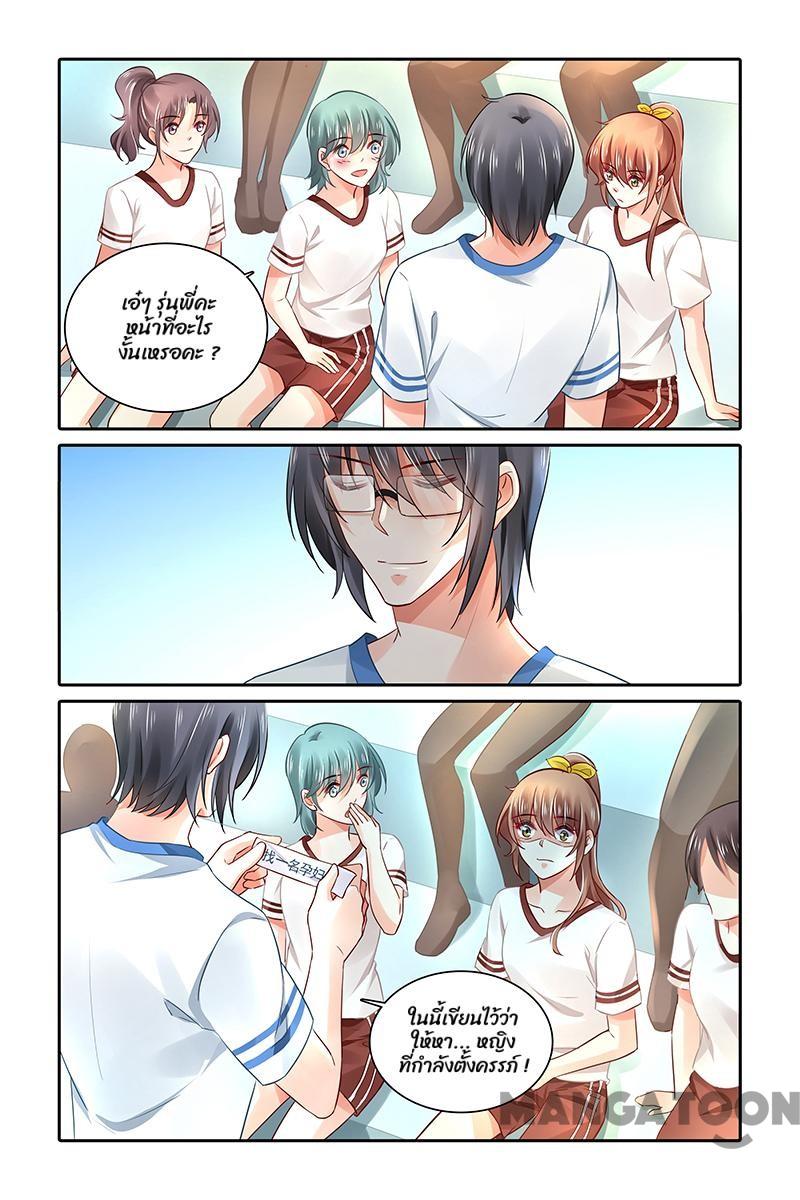 เอ๋ๆ รุ่นพี่คะ
หน้าที่อะไร
งั้นเหรอคะ ?
找一名孕妇
ในนี้เขียนไว้ว่า
ให้หา... หญิง
ที่กำลังตั้งครรภ์ !
MANGATOON